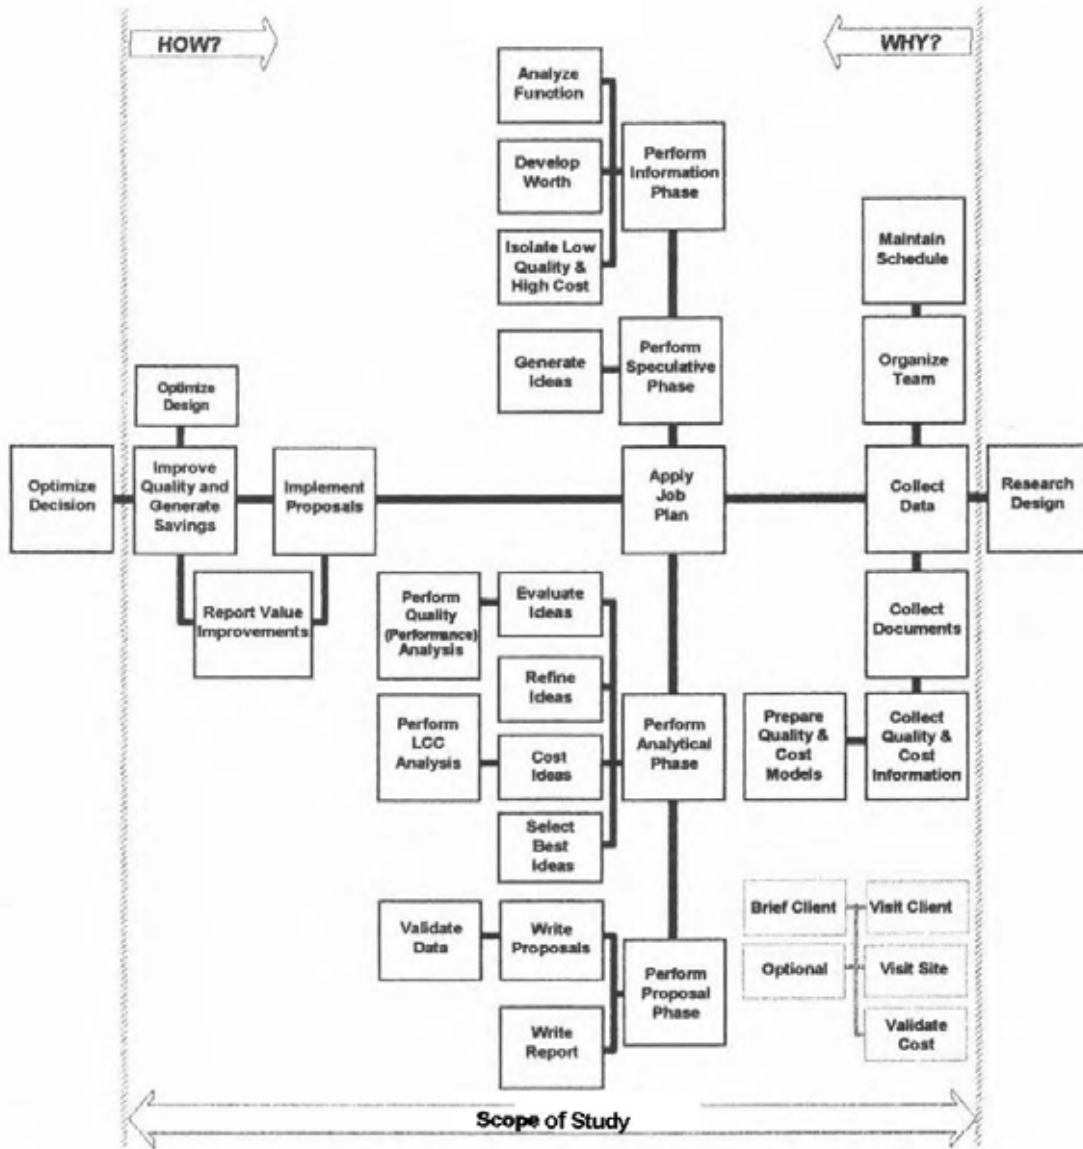 HOW?
WHY?
Analyze
Function
Develop
Worth
Isolate Low
Quality &
High Cost
Perform
Information
Phase
Generate
Ideas
Perform
Speculative
Phase
Maintain
Schedule
Organize
Team
Optimize
Design
Optimize
Decision
Improve
Quality and
Generate
Savings
Implement
Proposals
Apply
Job
Plan
Collect
Data
Research
Design
Report Value
Improvements
Perform
Quality
(Performance)
Analysis
Evaluate
Ideas
Refine
Ideas
Perform
LCC
Analysis
Cost
Ideas
Select
Best
Ideas
Perform
Analytical
Phase
Collect
Documents
Prepare
Quality &
Cost
Models
Collect
Quality &
Cost
Information
Validate
Data
Write
Proposals
Write
Report
Perform
Proposal
Phase
Brief Client
Visit Client
Optional
Visit Site
Validate
Cost
Scope of Study